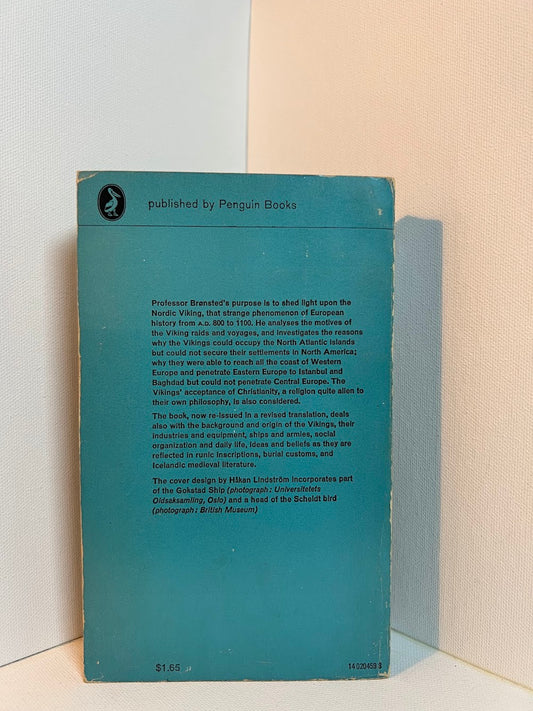 published by Penguin Books
Professor Brønsted's purpose is to shed light upon the
Nordic Viking, that strange phenomenon of European
history from A.D. 800 to 1100. He analyses the motives of
the Viking raids and voyages, and investigates the reasons
why the Vikings could occupy the North Atlantic islands
but could not secure their settlements in North America;
why they were able to reach all the coast of Western
Europe and penetrate Eastern Europe to Istanbul and
Baghdad but could not penetrate Central Europe. The
Vikings' acceptance of Christianity, a religion quite alien to
their own philosophy, is also considered.
The book, now re-issued in a revised translation, deals
also with the background and origin of the Vikings, their
industries and equipment, ships and armies, social
organization and daily life, ideas and beliefs as they are
reflected in runic inscriptions, burial customs, and
Icelandic medieval literature.
The cover design by Håkan Lindström incorporates part
of the Gokstad Ship (photograph: Universitetets
Oldsaksamling, Oslo) and a head of the Scheldt bird
(photograph: British Museum)
$1.65
14 020459 8